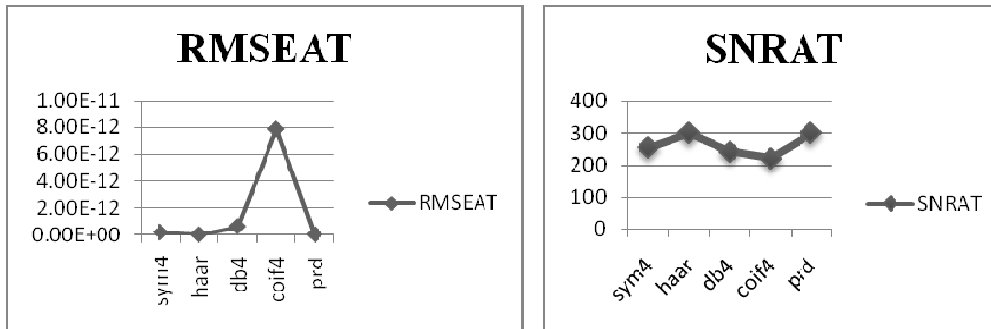 RMSEAT
1.00E-11
8.00E-12
6.00E-12
4.00E-12
2.00E-12
0.00E+00
sym4
haar
db4
coif4
prd
RMSEAT
SNRAT
400
300
200
100
0
sym4
haar
db4
coif4
prd
SNRAT